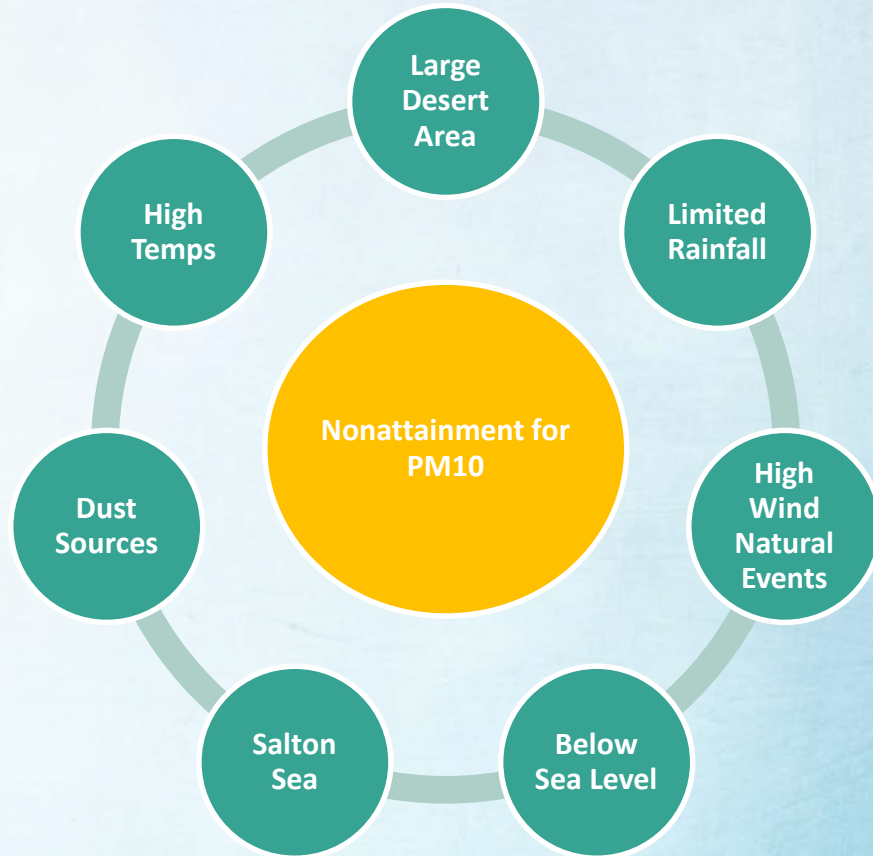 Large
Desert
Area
Limited
Rainfall
High
Wind
Natural
Events
Below
Sea Level
Salton
Sea
Dust
Sources
High
Temps
Nonattainment for
PM10